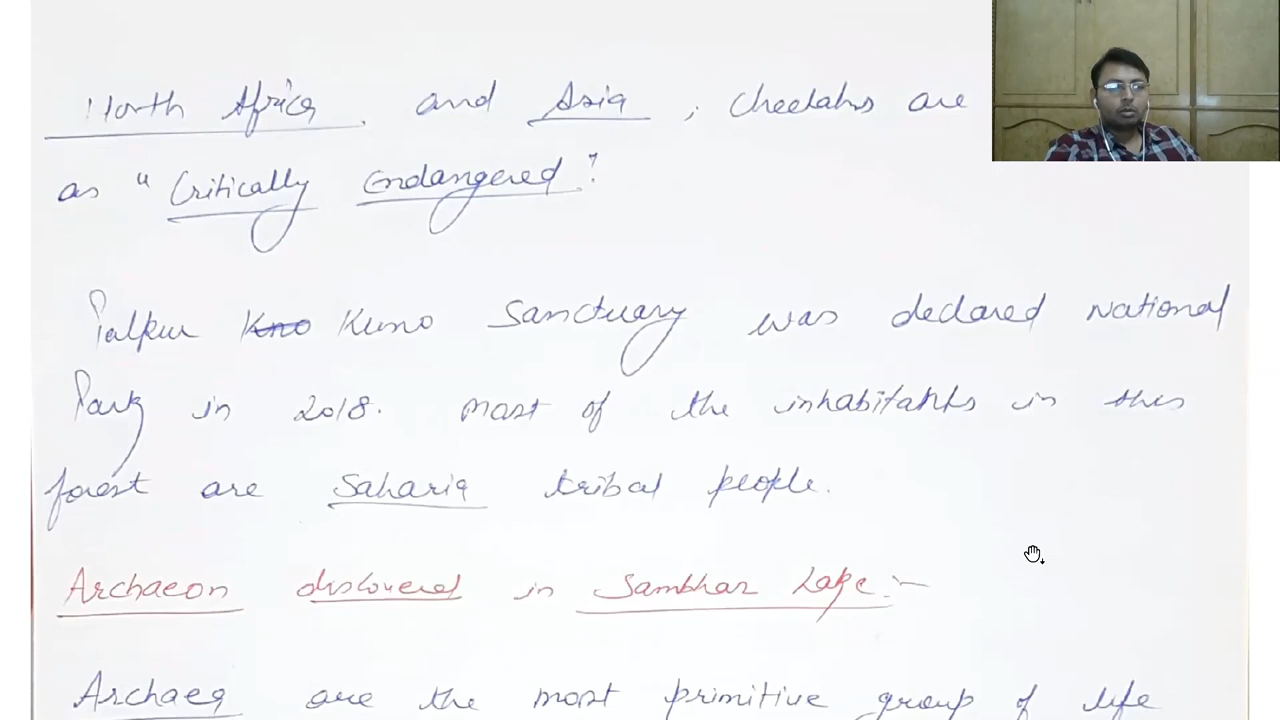 North Africa, and Asia, Cheetahs are
as "Critically Endangered".
Palpur Kno Kuno Sanctuary was declared National
Park in 2018. Most of the inhabitants in this
forest are Saharia tribal people.
Archaeon discovered in Sambhar Lake:-
Archaea are the most primitive group of life